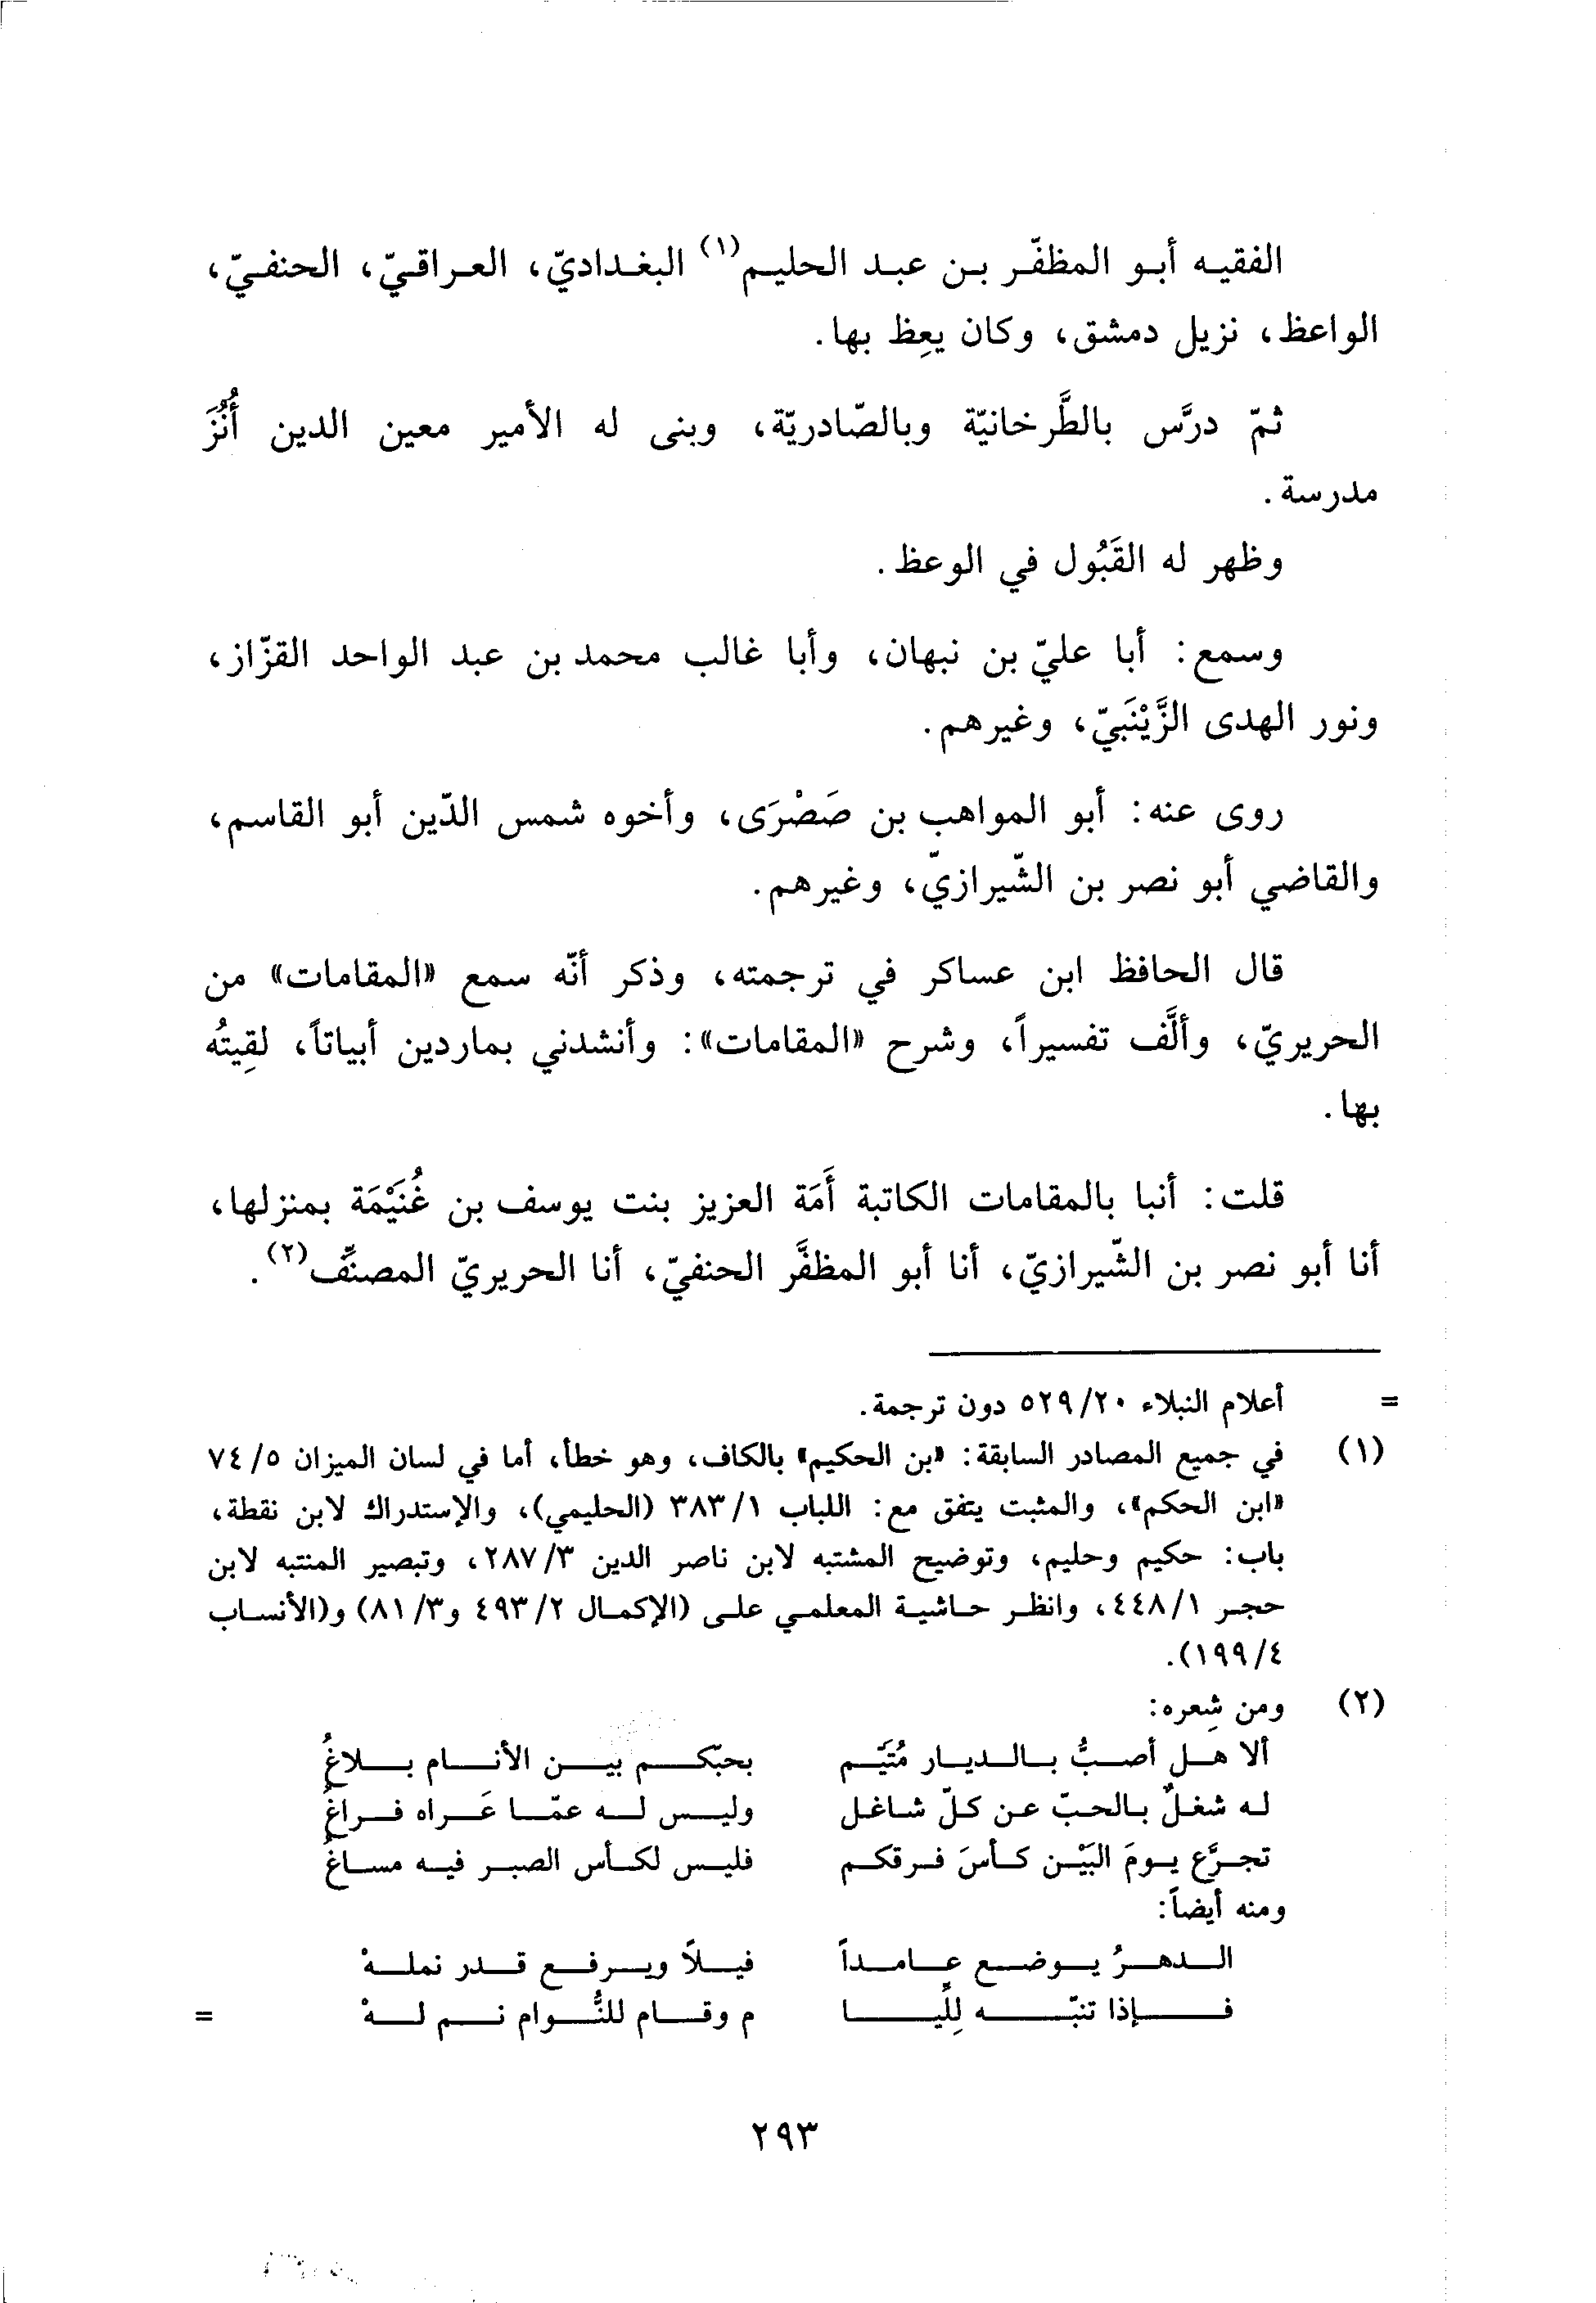 الفقيه أبو المظفّر بن عبد الحليم(١) البغداديّ، العراقيّ، الحنفيّ،
الواعظ، نزيل دمشق، وكان يعِظ بها.
ثمّ درَّس بالطَّرخانيّة وبالصّادريّة، وبنى له الأمير معين الدين أُنُزَ
مدرسة.
وظهر له القَبُول في الوعظ.
وسمع: أبا عليّ بن نبهان، وأبا غالب محمد بن عبد الواحد القزّاز،
ونور الهدى الزَّيْنَبيّ، وغيرهم.
روى عنه: أبو المواهب بن صَصْرَى، وأخوه شمس الدّين أبو القاسم،
والقاضي أبو نصر بن الشّيرازيّ، وغيرهم.
قال الحافظ ابن عساكر في ترجمته، وذكر أنّه سمع «المقامات» من
الحريريّ، وألَّف تفسيراً، وشرح «المقامات»: وأنشدني بماردين أبياتاً، لقِيتُه
بها.
قلت: أنبا بالمقامات الكاتبة أَمَة العزيز بنت يوسف بن غُنَيْمَة بمنزلها،
أنا أبو نصر بن الشّيرازيّ، أنا أبو المظفَّر الحنفيّ، أنا الحريريّ المصنِّف(٢).
= أعلام النبلاء ٥٢٩/٢٠ دون ترجمة.
(١) في جميع المصادر السابقة: «بن الحكيم» بالكاف، وهو خطأ، أما في لسان الميزان ٧٤/٥
«ابن الحكم»، والمثبت يتفق مع: اللباب ٣٨٣/١ (الحليمي)، والإستدراك لابن نقطة،
باب: حكيم وحليم، وتوضيح المشتبه لابن ناصر الدين ٢٨٧/٣، وتبصير المنتبه لابن
حجر ٤٤٨/١، وانظر حاشية المعلمي على (الإكمال ٤٩٣/٢ و٨١/٣) و(الأنساب
١٩٩/٤).
(٢) ومن شِعره:
ألا هل أصبُّ بالديار مُتَيَّم بحبّكم بين الأنام بلاغُ
له شغلٌ بالحبّ عن كلّ شاغل وليس له عمّا عَراه فراغُ
تجرَّع يومَ البَيْن كأسَ فرقكم فليس لكأس الصبر فيه مساغُ
ومنه أيضاً:
الدهرُ يوضع عامداً فيلاً ويرفع قدر نملهْ
فإذا تنبّه لِلَّيا م وقام للنُّوام نم لهْ =
٢٩٣